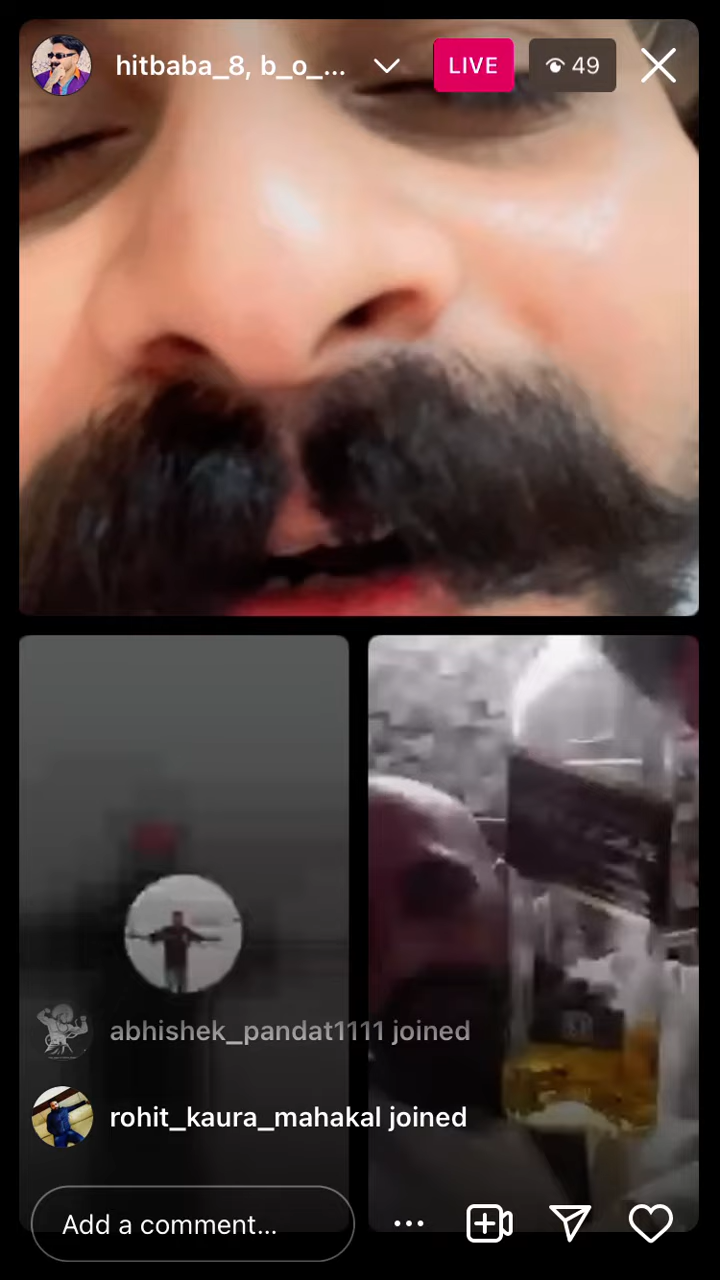 hitbaba_8, b_o_... LIVE 49
abhishek_pandat1111 joined
rohit_kaura_mahakal joined
Add a comment...